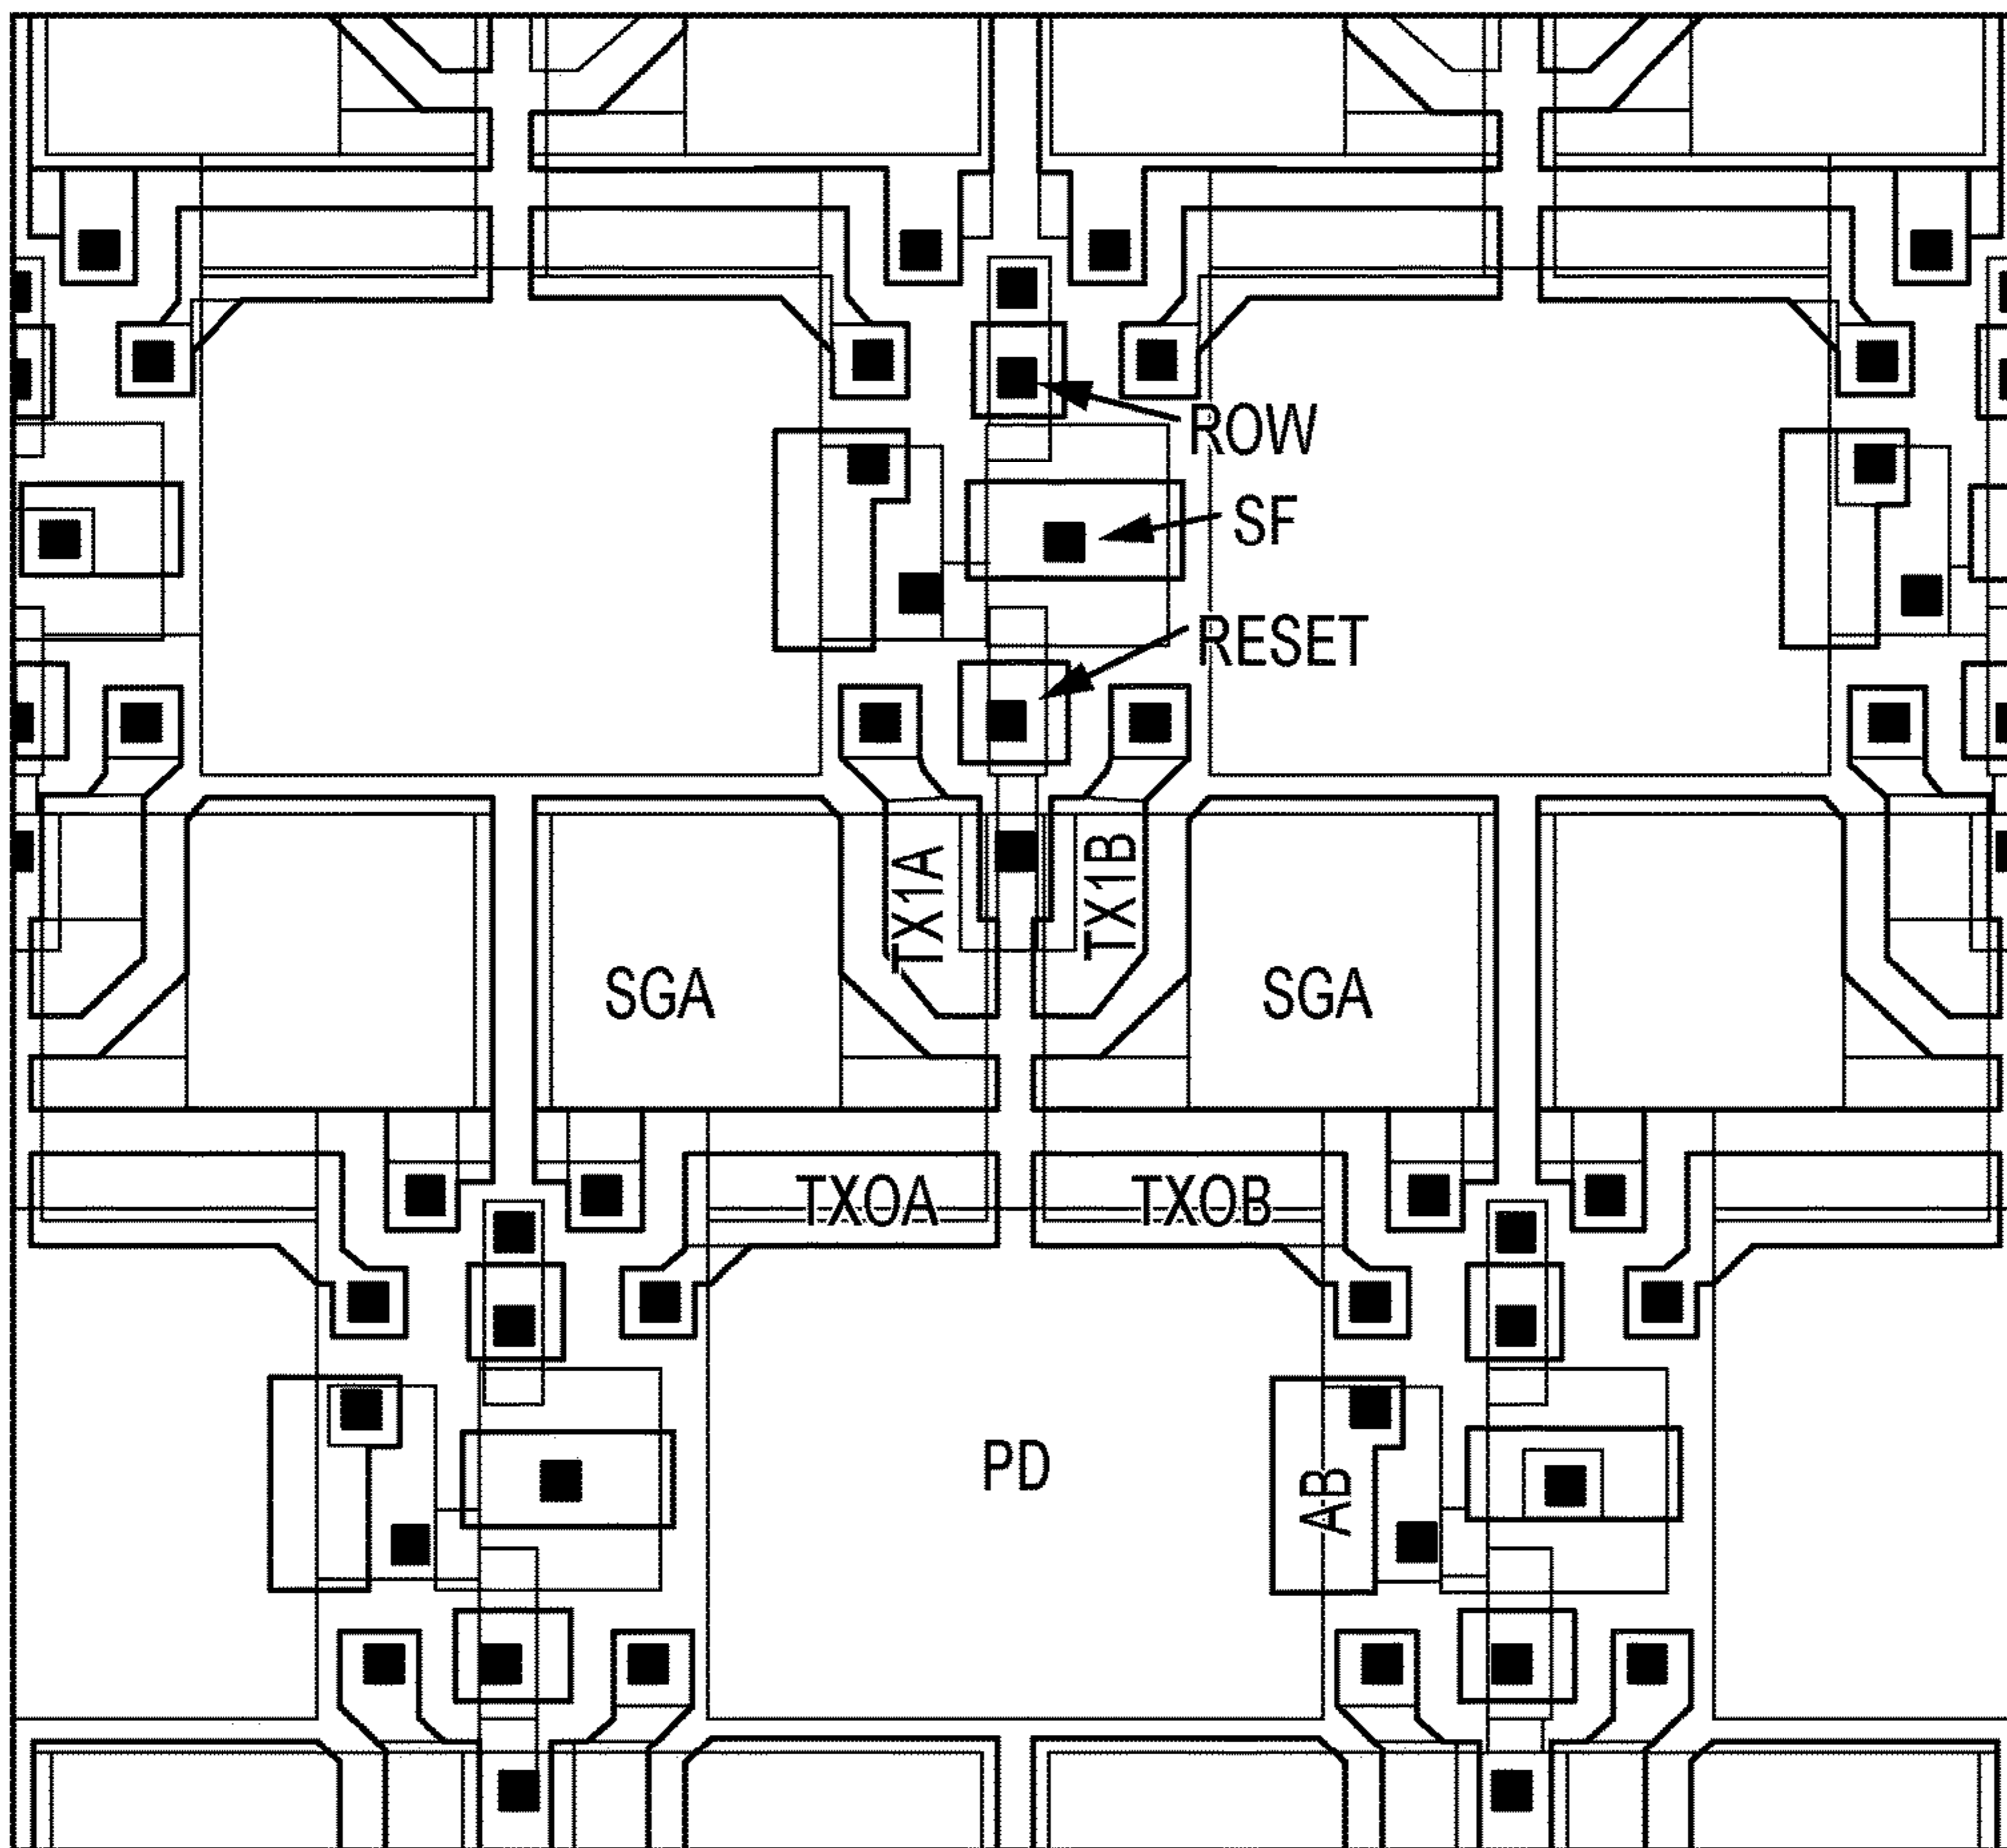 ROW
SF
RESET
TX1A
TX1B
SGA
SGA
TXOA
TXOB
PD
AB